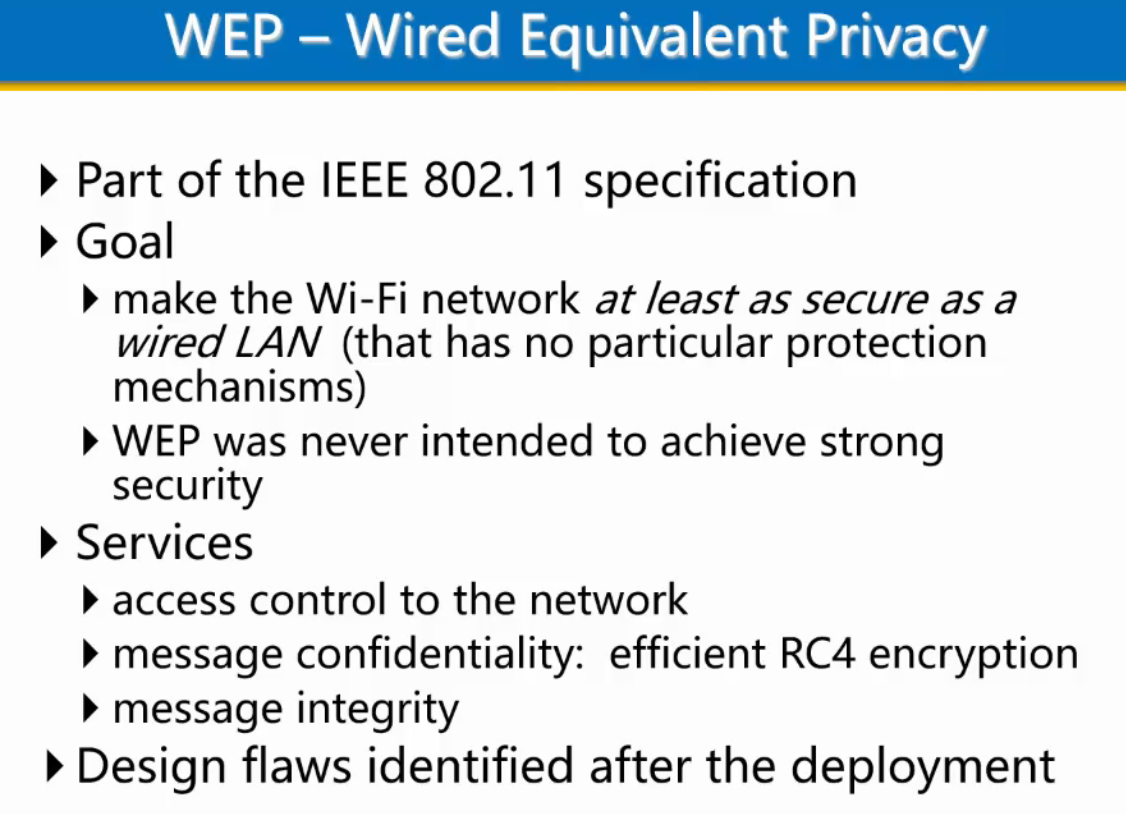 WEP – Wired Equivalent Privacy
Part of the IEEE 802.11 specification
Goal
make the Wi-Fi network at least as secure as a
wired LAN (that has no particular protection
mechanisms)
WEP was never intended to achieve strong
security
Services
access control to the network
message confidentiality: efficient RC4 encryption
message integrity
Design flaws identified after the deployment